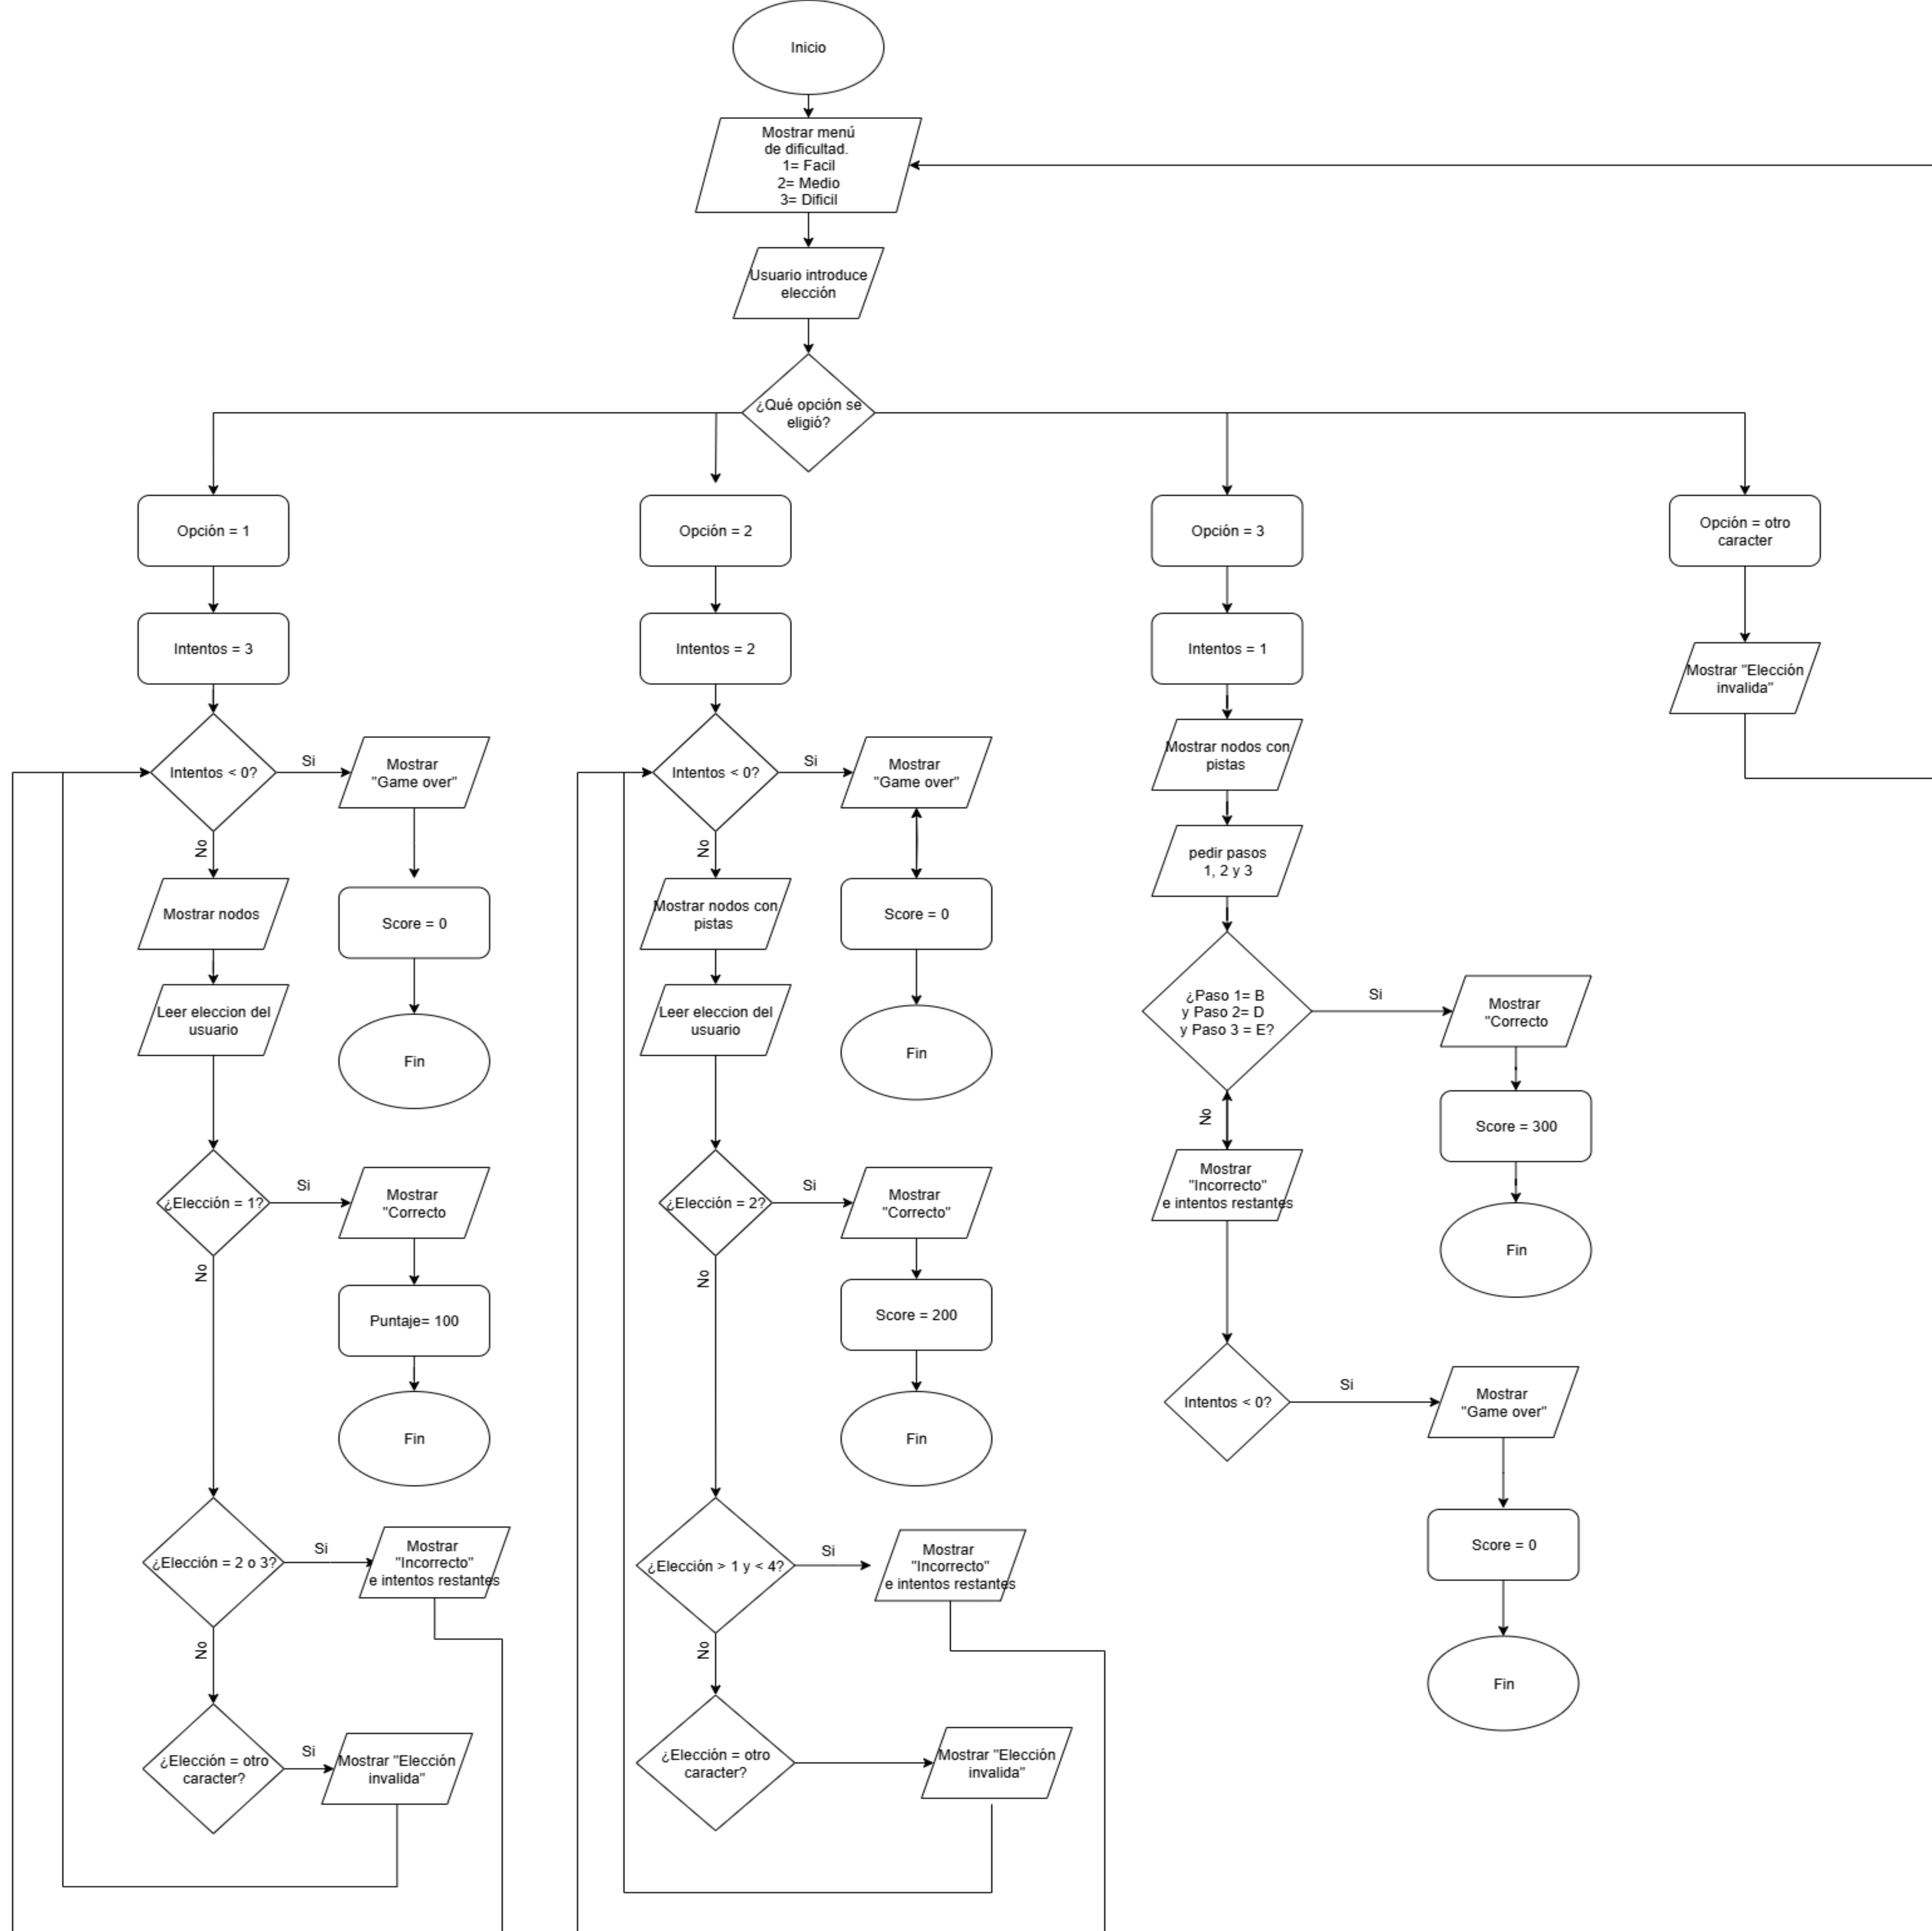 Inicio
Mostrar menú
de dificultad.
1= Facil
2= Medio
3= Dificil
Usuario introduce
elección
¿Qué opción se
eligió?
Opción = 1
Intentos = 3
Intentos < 0?
Si
Mostrar
"Game over"
No
Mostrar nodos
Score = 0
Leer eleccion del
usuario
Fin
¿Elección = 1?
Si
Mostrar
"Correcto
No
Puntaje= 100
Fin
¿Elección = 2 o 3?
Si
Mostrar
"Incorrecto"
e intentos restantes
No
¿Elección = otro
caracter?
Si
Mostrar "Elección
invalida"
Opción = 2
Intentos = 2
Intentos < 0?
Si
Mostrar
"Game over"
No
Mostrar nodos con
pistas
Score = 0
Leer eleccion del
usuario
Fin
¿Elección = 2?
Si
Mostrar
"Correcto"
No
Score = 200
Fin
¿Elección > 1 y < 4?
Si
Mostrar
"Incorrecto"
e intentos restantes
No
¿Elección = otro
caracter?
Mostrar "Elección
invalida"
Opción = 3
Intentos = 1
Mostrar nodos con
pistas
pedir pasos
1, 2 y 3
¿Paso 1= B
y Paso 2= D
y Paso 3 = E?
Si
Mostrar
"Correcto
Score = 300
Fin
No
Mostrar
"Incorrecto"
e intentos restantes
Intentos < 0?
Si
Mostrar
"Game over"
Score = 0
Fin
Opción = otro
caracter
Mostrar "Elección
invalida"